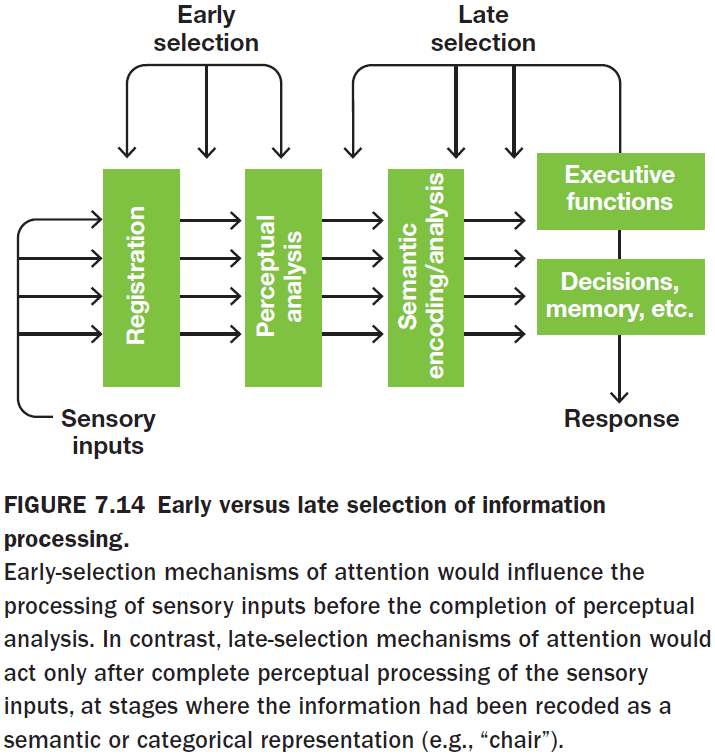 Early
selection
Late
selection
Registration
Perceptual
analysis
Semantic
encoding/analysis
Executive
functions
Decisions,
memory, etc.
Sensory
inputs
Response
FIGURE 7.14 Early versus late selection of information
processing.
Early-selection mechanisms of attention would influence the
processing of sensory inputs before the completion of perceptual
analysis. In contrast, late-selection mechanisms of attention would
act only after complete perceptual processing of the sensory
inputs, at stages where the information had been recoded as a
semantic or categorical representation (e.g., “chair”).